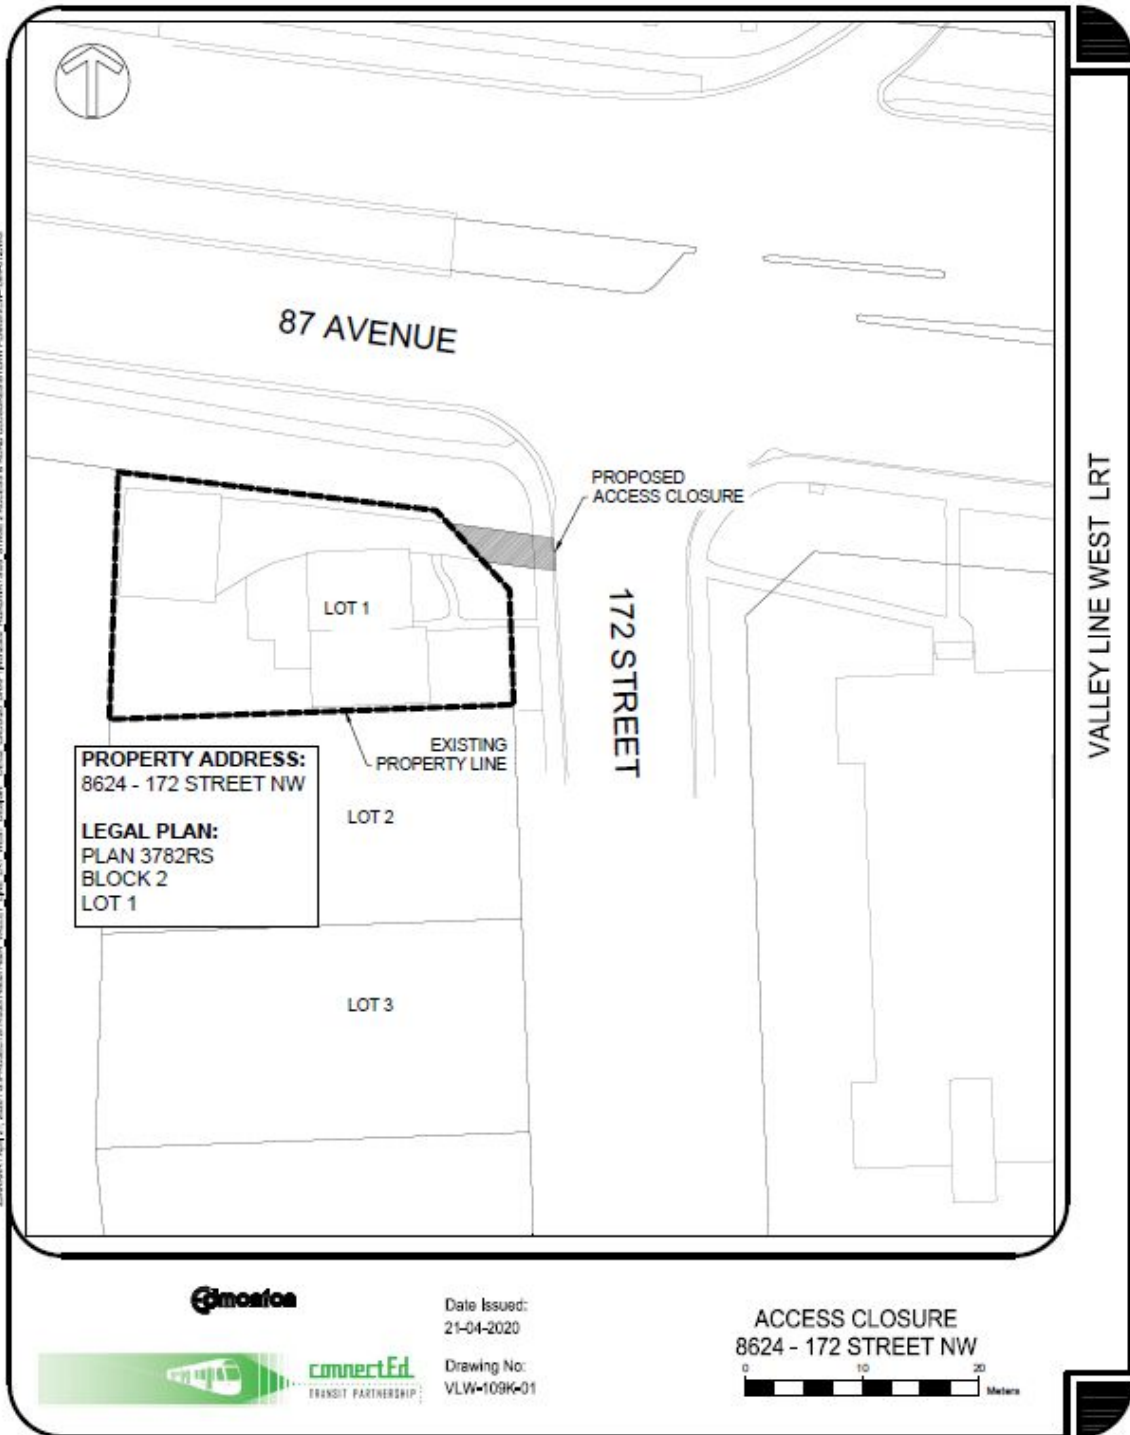 87 AVENUE
PROPOSED
ACCESS CLOSURE
172 STREET
LOT 1
EXISTING
PROPERTY LINE
PROPERTY ADDRESS:
8624 - 172 STREET NW
LEGAL PLAN:
PLAN 3782RS
BLOCK 2
LOT 1
LOT 2
LOT 3
VALLEY LINE WEST LRT
Edmonton
connectEd
TRANSIT PARTNERSHIP
Date Issued:
21-04-2020
Drawing No:
VLW-109K-01
ACCESS CLOSURE
8624 - 172 STREET NW
0 10 20
Meters